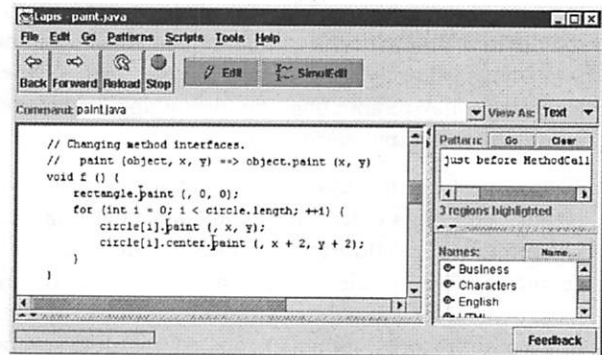 Lapis - paint.java
File Edit Go Patterns Scripts Tools Help
Back Forward Reload Stop Edit SimulEdit
Command: paint.java View As: Text
// Changing method interfaces.
// paint (object, x, y) ==> object.paint (x, y)
void f () {
rectangle.paint (, 0, 0);
for (int i = 0; i < circle.length; ++i) {
circle[i].paint (, x, y);
circle[i].center.paint (, x + 2, y + 2);
}
}
Pattern: Go Clear
just before MethodCall
3 regions highlighted
Names: Name...
Business
Characters
English
HTML
Feedback